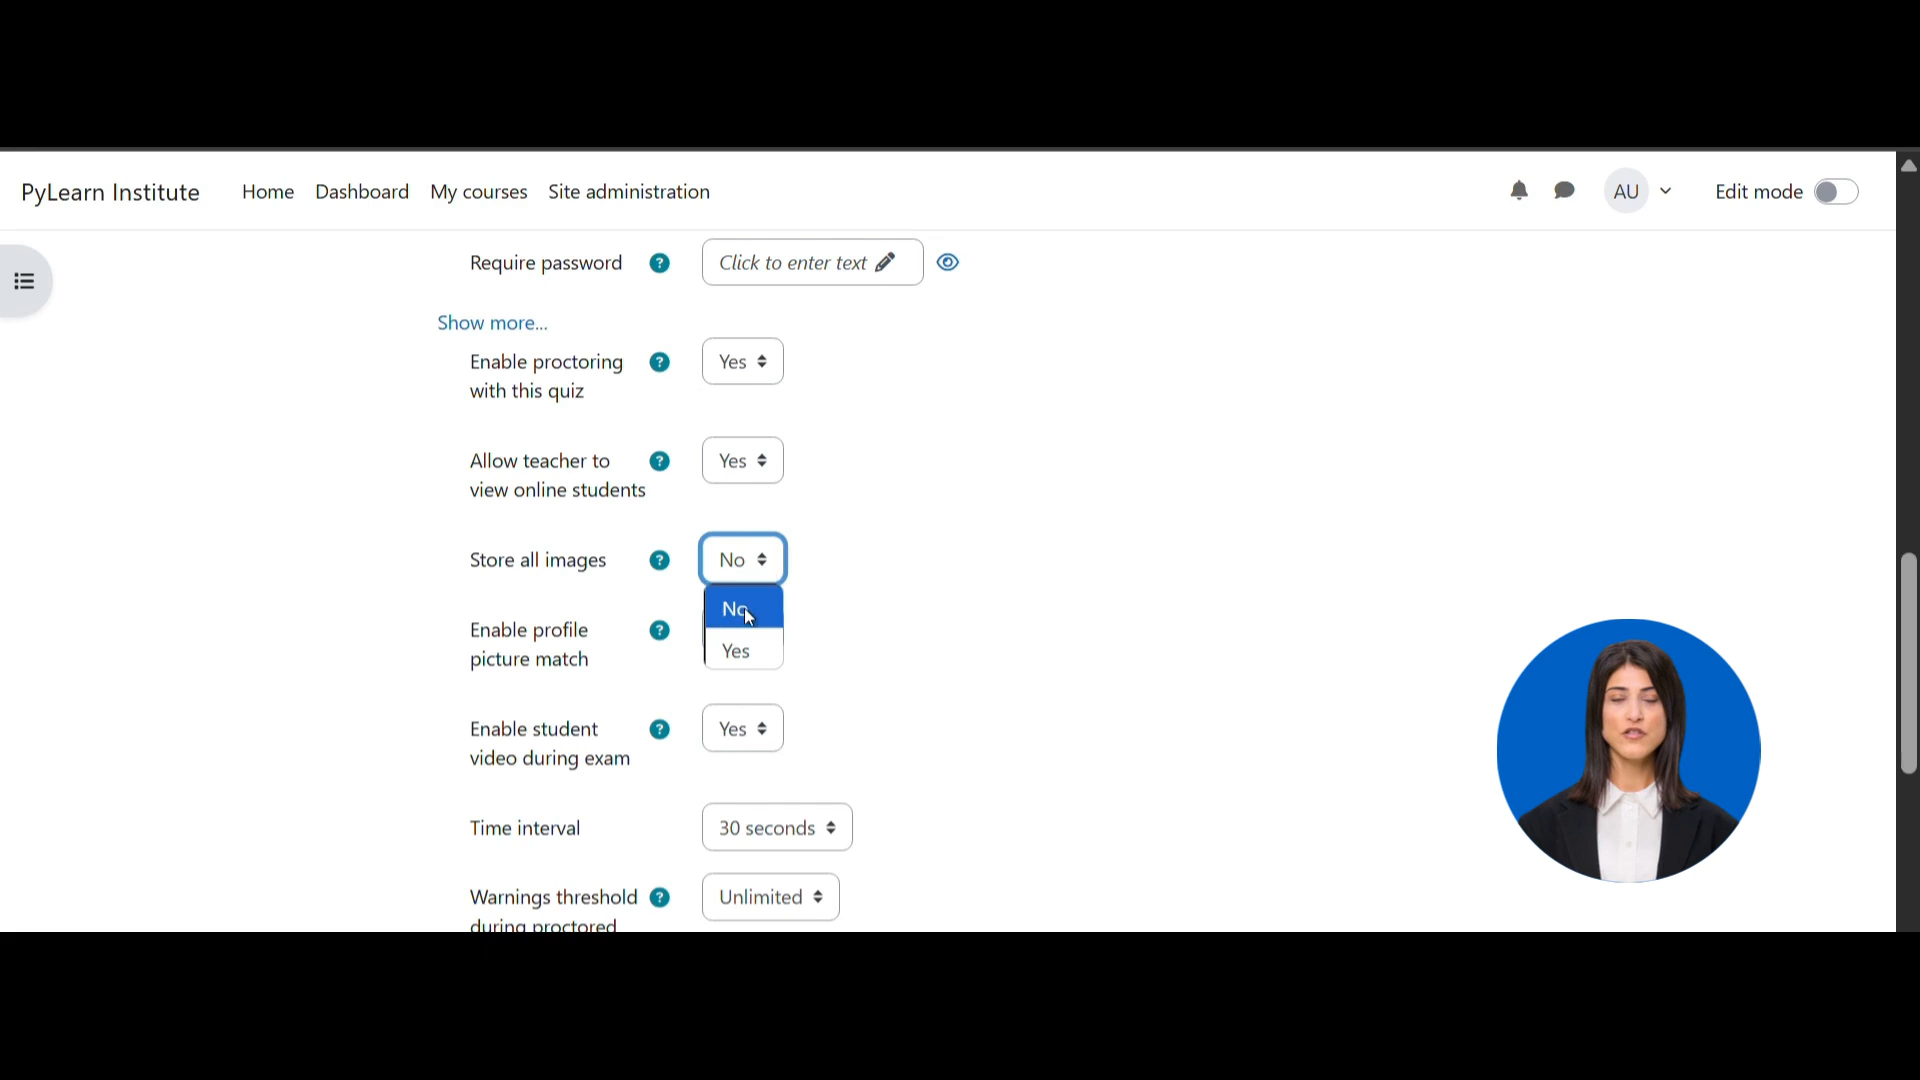 PyLearn Institute Home Dashboard My courses Site administration AU Edit mode
Require password ? Click to enter text
Show more...
Enable proctoring ? Yes
with this quiz
Allow teacher to ? Yes
view online students
Store all images ? No
No
Enable profile ?
Yes
picture match
Enable student ? Yes
video during exam
Time interval 30 seconds
Warnings threshold ? Unlimited
during proctored